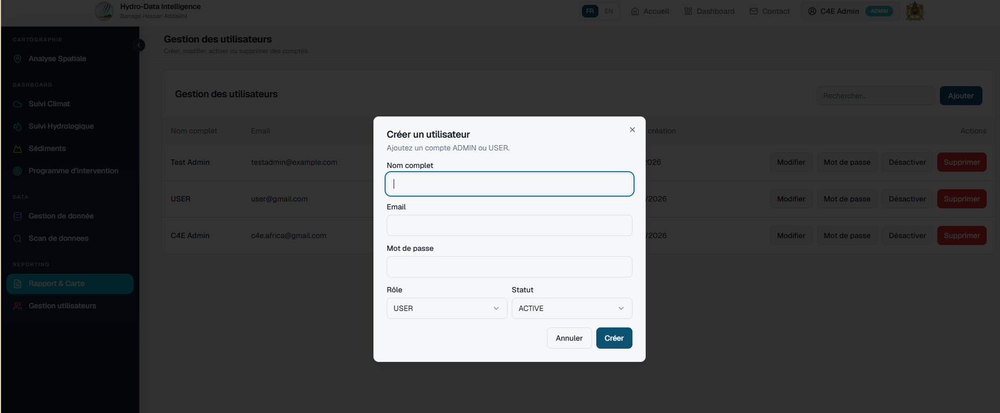 Hydro-Data Intelligence
Barrage Hassan Addakhil
FR EN Accueil Dashboard Contact C4E Admin ADMIN
CARTOGRAPHIE
Analyse Spatiale
DASHBOARD
Suivi Climat
Suivi Hydrologique
Sédiments
Programme d'intervention
DATA
Gestion de donnée
Scan de donnees
REPORTING
Rapport & Carte
Gestion utilisateurs
Gestion des utilisateurs
Créer, modifier, activer ou supprimer des comptes.
Gestion des utilisateurs
Rechercher... Ajouter
Nom complet Email création Actions
Test Admin testadmin@example.com 2026 Modifier Mot de passe Désactiver Supprimer
USER user@gmail.com /2026 Modifier Mot de passe Désactiver Supprimer
C4E Admin c4e.africa@gmail.com /2026 Modifier Mot de passe Désactiver Supprimer
Créer un utilisateur
Ajoutez un compte ADMIN ou USER.
Nom complet
Email
Mot de passe
Rôle Statut
USER ACTIVE
Annuler Créer